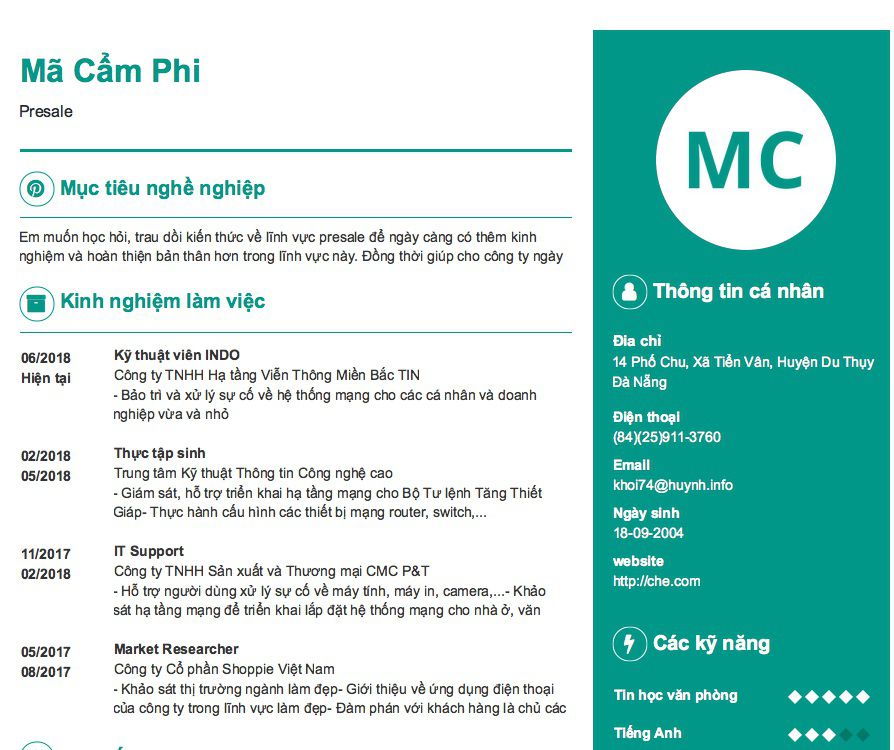 Mã Cẩm Phi
Presale
Mục tiêu nghề nghiệp
Em muốn học hỏi, trau dồi kiến thức về lĩnh vực presale để ngày càng có thêm kinh
nghiệm và hoàn thiện bản thân hơn trong lĩnh vực này. Đồng thời giúp cho công ty ngày
Kinh nghiệm làm việc
06/2018
Hiện tại
Kỹ thuật viên INDO
Công ty TNHH Hạ tầng Viễn Thông Miền Bắc TIN
- Bảo trì và xử lý sự cố về hệ thống mạng cho các cá nhân và doanh
nghiệp vừa và nhỏ
02/2018
05/2018
Thực tập sinh
Trung tâm Kỹ thuật Thông tin Công nghệ cao
- Giám sát, hỗ trợ triển khai hạ tầng mạng cho Bộ Tư lệnh Tăng Thiết
Giáp- Thực hành cấu hình các thiết bị mạng router, switch,...
11/2017
02/2018
IT Support
Công ty TNHH Sản xuất và Thương mại CMC P&T
- Hỗ trợ người dùng xử lý sự cố về máy tính, máy in, camera,...- Khảo
sát hạ tầng mạng để triển khai lắp đặt hệ thống mạng cho nhà ở, văn
05/2017
08/2017
Market Researcher
Công ty Cổ phần Shoppie Việt Nam
- Khảo sát thị trường ngành làm đẹp- Giới thiệu về ứng dụng điện thoại
của công ty trong lĩnh vực làm đẹp- Đàm phán với khách hàng là chủ các
MC
Thông tin cá nhân
Địa chỉ
14 Phố Chu, Xã Tiển Vân, Huyện Du Thụy
Đà Nẵng
Điện thoại
(84)(25)911-3760
Email
khoi74@huynh.info
Ngày sinh
18-09-2004
website
http://che.com
Các kỹ năng
Tin học văn phòng
Tiếng Anh